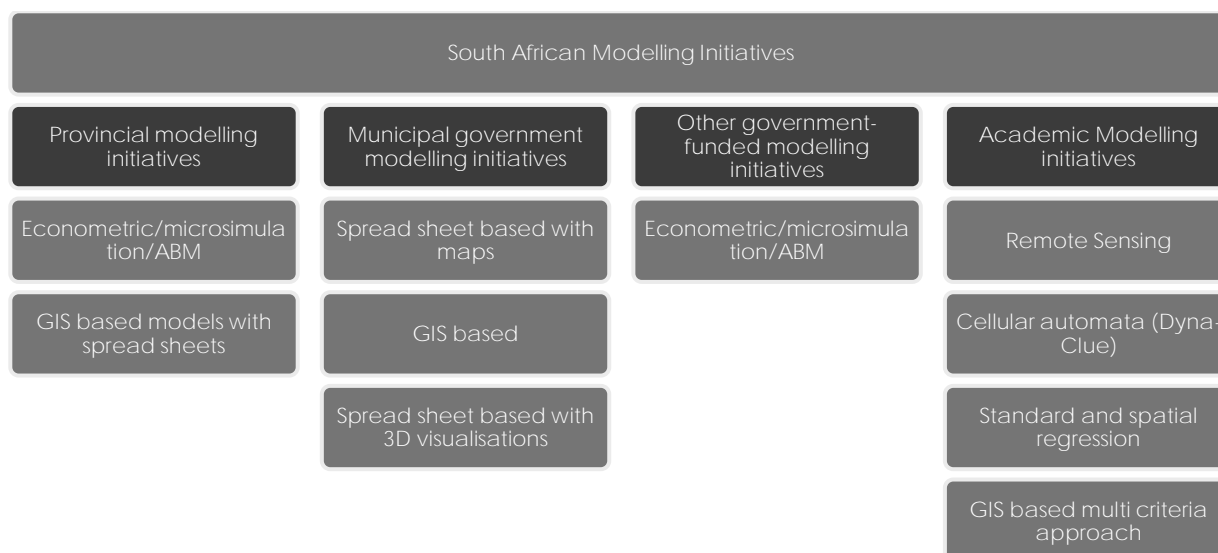 South African Modelling Initiatives
Provincial modelling
initiatives
Econometric/microsimula
tion/ABM
GIS based models with
spread sheets
Municipal government
modelling initiatives
Spread sheet based with
maps
GIS based
Spread sheet based with
3D visualisations
Other government-
funded modelling
initiatives
Econometric/microsimula
tion/ABM
Academic Modelling
initiatives
Remote Sensing
Cellular automata (Dyna-
Clue)
Standard and spatial
regression
GIS based multi criteria
approach